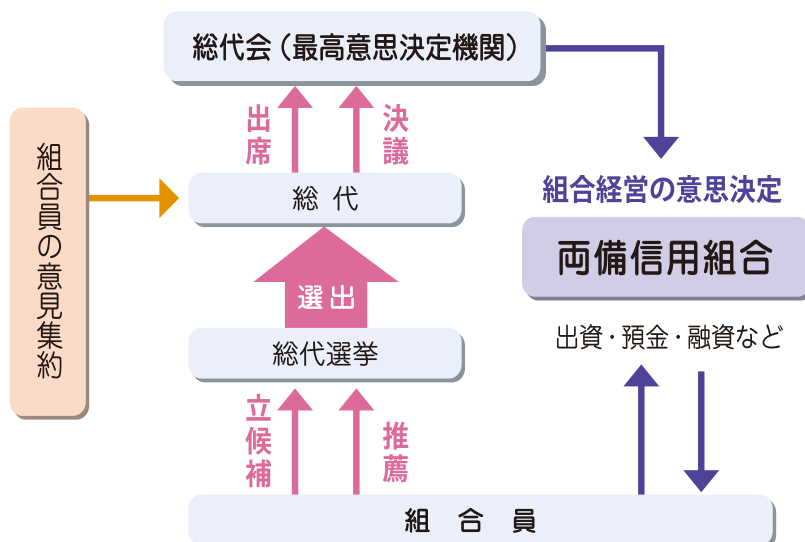 総代会（最高意思決定機関）
出席
決議
組合員の意見集約
総 代
組合経営の意思決定
両備信用組合
選出
出資・預金・融資など
総代選挙
立候補
推薦
組 合 員